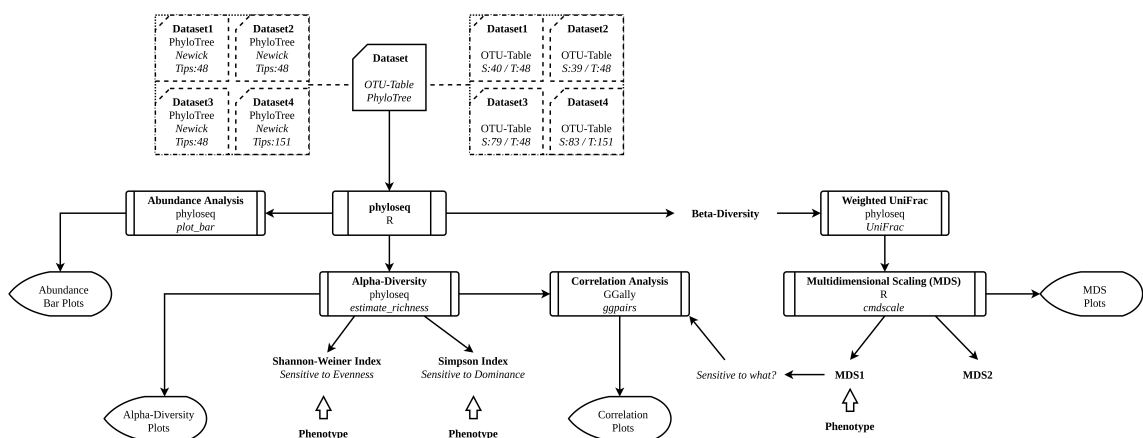 Dataset1
PhyloTree
Newick
Tips:48
Dataset2
PhyloTree
Newick
Tips:48
Dataset3
PhyloTree
Newick
Tips:48
Dataset4
PhyloTree
Newick
Tips:151
Dataset
OTU-Table
PhyloTree
Dataset1
OTU-Table
S:40 / T:48
Dataset2
OTU-Table
S:39 / T:48
Dataset3
OTU-Table
S:79 / T:48
Dataset4
OTU-Table
S:83 / T:151
Abundance Analysis
phyloseq
plot_bar
phyloseq
R
Beta-Diversity
Weighted UniFrac
phyloseq
UniFrac
Abundance
Bar Plots
Alpha-Diversity
phyloseq
estimate_richness
Correlation Analysis
GGally
ggpairs
Multidimensional Scaling (MDS)
R
cmdscale
MDS
Plots
Shannon-Weiner Index
Sensitive to Evenness
Simpson Index
Sensitive to Dominance
Sensitive to what?
MDS1
MDS2
Alpha-Diversity
Plots
Phenotype
Phenotype
Correlation
Plots
Phenotype